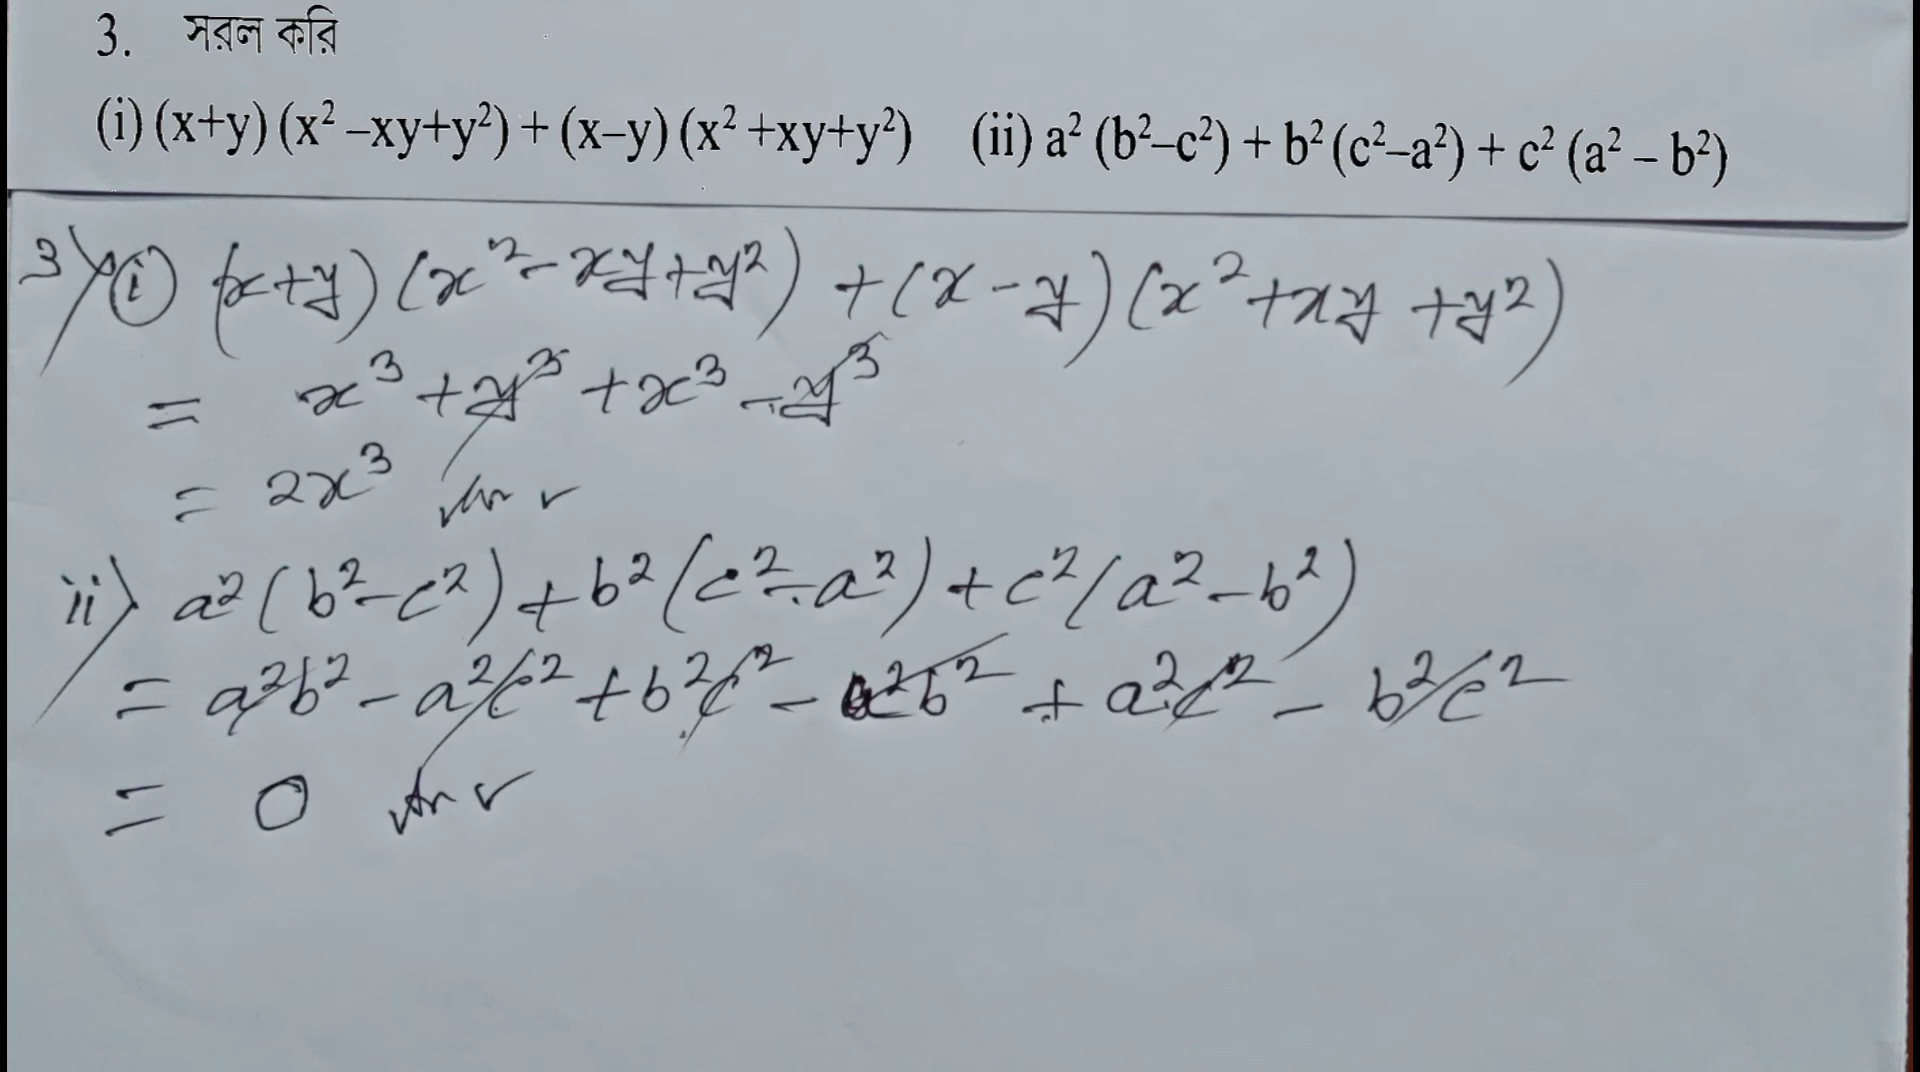 3. সরল করি
(i) (x+y) (x² –xy+y²) + (x–y) (x² +xy+y²) (ii) a² (b²–c²) + b² (c²–a²) + c² (a² – b²)
3) (i) (x+y) (x² - xy + y²) + (x - y) (x² + xy + y²)
= x³ + y³ + x³ - y³
= 2x³ Ans
ii) a² (b² - c²) + b² (c² - a²) + c² (a² - b²)
= a²b² - a²c² + b²c² - a²b² + a²c² - b²c²
= 0 Ans